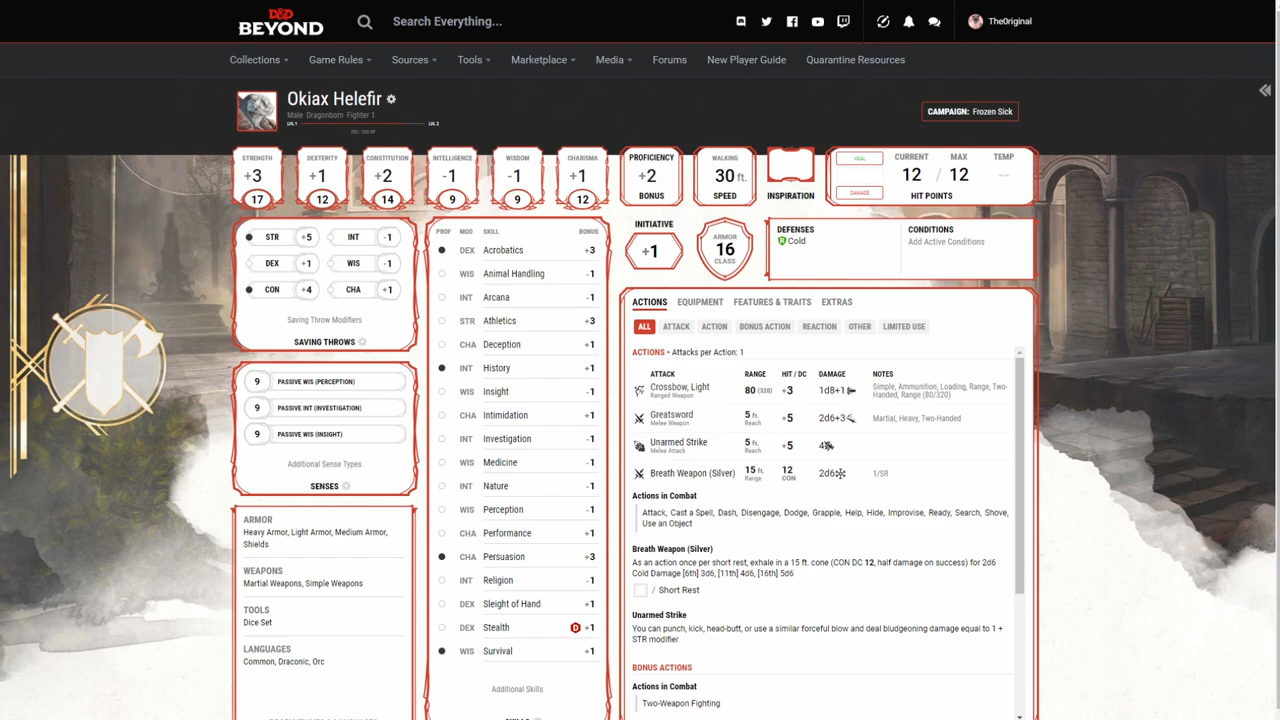 D&D
BEYOND
Search Everything...
The0riginal
Collections
Game Rules
Sources
Tools
Marketplace
Media
Forums
New Player Guide
Quarantine Resources
Okiax Helefir
Male Dragonborn Fighter 1
LVL 1
LVL 2
CAMPAIGN: Frozen Sick
STRENGTH
+3
17
DEXTERITY
+1
12
CONSTITUTION
+2
14
INTELLIGENCE
-1
9
WISDOM
-1
9
CHARISMA
+1
12
PROFICIENCY
+2
BONUS
WALKING
30 ft.
SPEED
INSPIRATION
HEAL
DAMAGE
CURRENT
12
/
MAX
12
TEMP
--
HIT POINTS
STR +5
INT -1
DEX +1
WIS -1
CON +4
CHA +1
Saving Throw Modifiers
SAVING THROWS
9 PASSIVE WIS (PERCEPTION)
9 PASSIVE INT (INVESTIGATION)
9 PASSIVE WIS (INSIGHT)
Additional Sense Types
SENSES
ARMOR
Heavy Armor, Light Armor, Medium Armor,
Shields
WEAPONS
Martial Weapons, Simple Weapons
TOOLS
Dice Set
LANGUAGES
Common, Draconic, Orc
PROF MOD SKILL BONUS
DEX Acrobatics +3
WIS Animal Handling -1
INT Arcana -1
STR Athletics +3
CHA Deception +1
INT History +1
WIS Insight -1
CHA Intimidation +1
INT Investigation -1
WIS Medicine -1
INT Nature -1
WIS Perception -1
CHA Performance +1
CHA Persuasion +3
INT Religion -1
DEX Sleight of Hand +1
DEX Stealth D +1
WIS Survival +1
Additional Skills
INITIATIVE
+1
ARMOR
16
CLASS
DEFENSES
R Cold
CONDITIONS
Add Active Conditions
ACTIONS EQUIPMENT FEATURES & TRAITS EXTRAS
ALL ATTACK ACTION BONUS ACTION REACTION OTHER LIMITED USE
ACTIONS • Attacks per Action: 1
ATTACK RANGE HIT / DC DAMAGE NOTES
Crossbow, Light
Ranged Weapon
80 (320)
+3
1d8+1
Simple, Ammunition, Loading, Range, Two-
Handed, Range (80/320)
Greatsword
Melee Weapon
5 ft.
Reach
+5
2d6+3
Martial, Heavy, Two-Handed
Unarmed Strike
Melee Attack
5 ft.
Reach
+5
4
Breath Weapon (Silver)
15 ft.
Range
12
CON
2d6
1/SR
Actions in Combat
Attack, Cast a Spell, Dash, Disengage, Dodge, Grapple, Help, Hide, Improvise, Ready, Search, Shove,
Use an Object
Breath Weapon (Silver)
As an action once per short rest, exhale in a 15 ft. cone (CON DC 12, half damage on success) for 2d6
Cold Damage [6th] 3d6, [11th] 4d6, [16th] 5d6
/ Short Rest
Unarmed Strike
You can punch, kick, head-butt, or use a similar forceful blow and deal bludgeoning damage equal to 1 +
STR modifier
BONUS ACTIONS
Actions in Combat
Two-Weapon Fighting